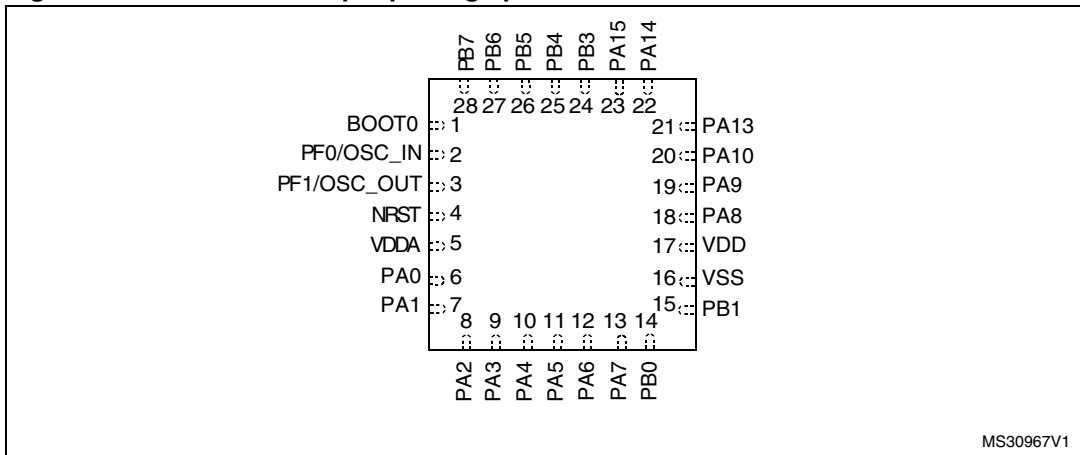 PB7
PB6
PB5
PB4
PB3
PA15
PA14
28
27
26
25
24
23
22
BOOT0
1
PF0/OSC_IN
2
PF1/OSC_OUT
3
NRST
4
VDDA
5
PA0
6
PA1
7
21
PA13
20
PA10
19
PA9
18
PA8
17
VDD
16
VSS
15
PB1
8
9
10
11
12
13
14
PA2
PA3
PA4
PA5
PA6
PA7
PB0
MS30967V1